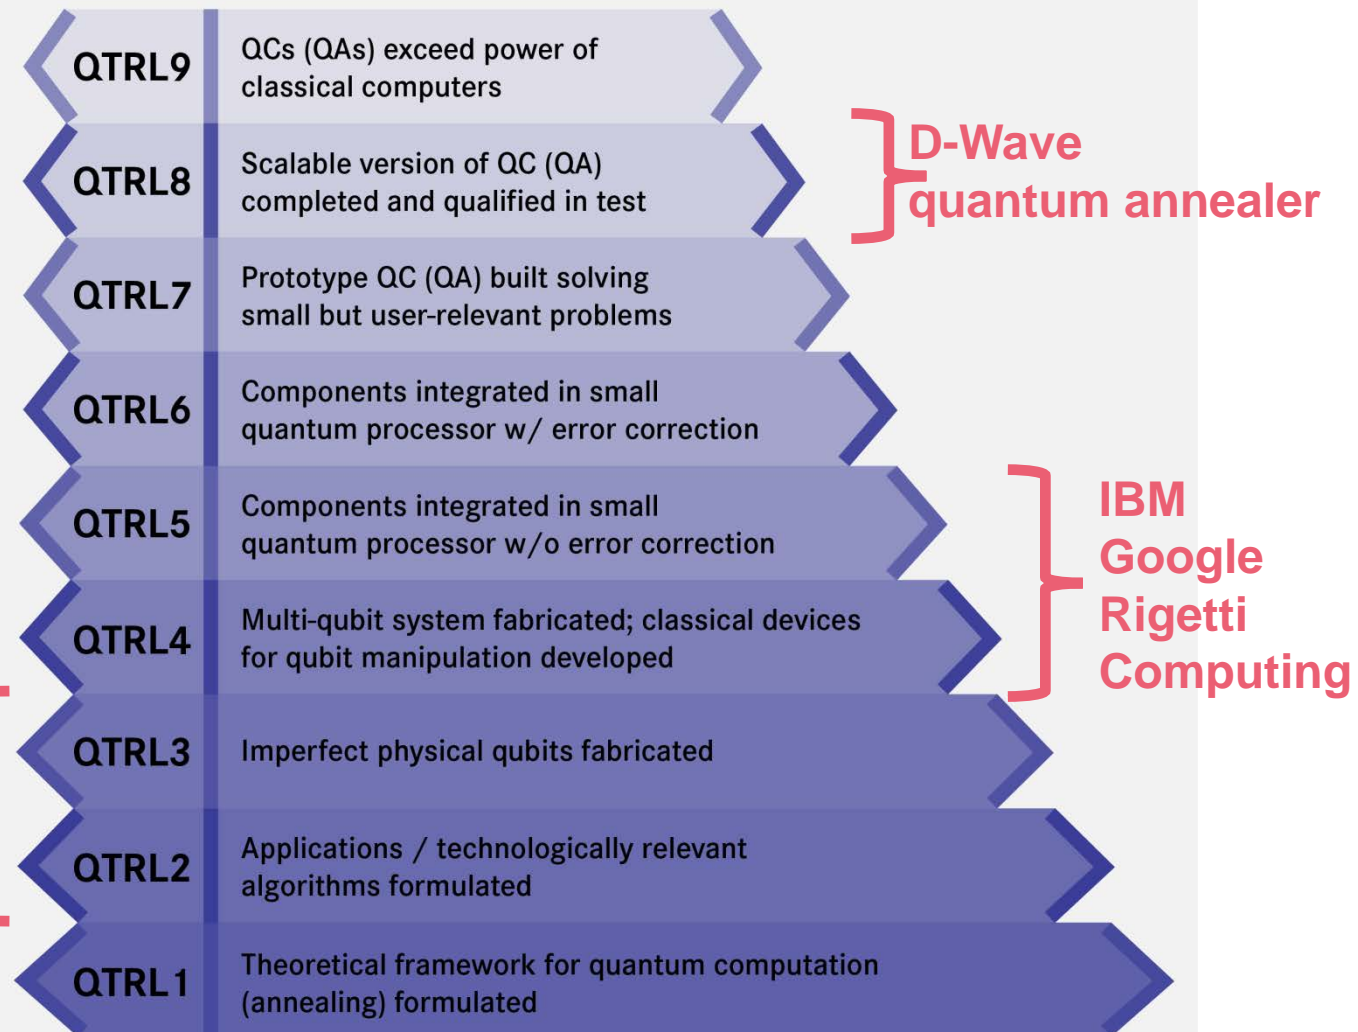 QTRL9
QCs (QAs) exceed power of
classical computers
QTRL8
Scalable version of QC (QA)
completed and qualified in test
D-Wave
quantum annealer
QTRL7
Prototype QC (QA) built solving
small but user-relevant problems
QTRL6
Components integrated in small
quantum processor w/ error correction
QTRL5
Components integrated in small
quantum processor w/o error correction
IBM
Google
Rigetti
Computing
QTRL4
Multi-qubit system fabricated; classical devices
for qubit manipulation developed
QTRL3
Imperfect physical qubits fabricated
QTRL2
Applications / technologically relevant
algorithms formulated
QTRL1
Theoretical framework for quantum computation
(annealing) formulated